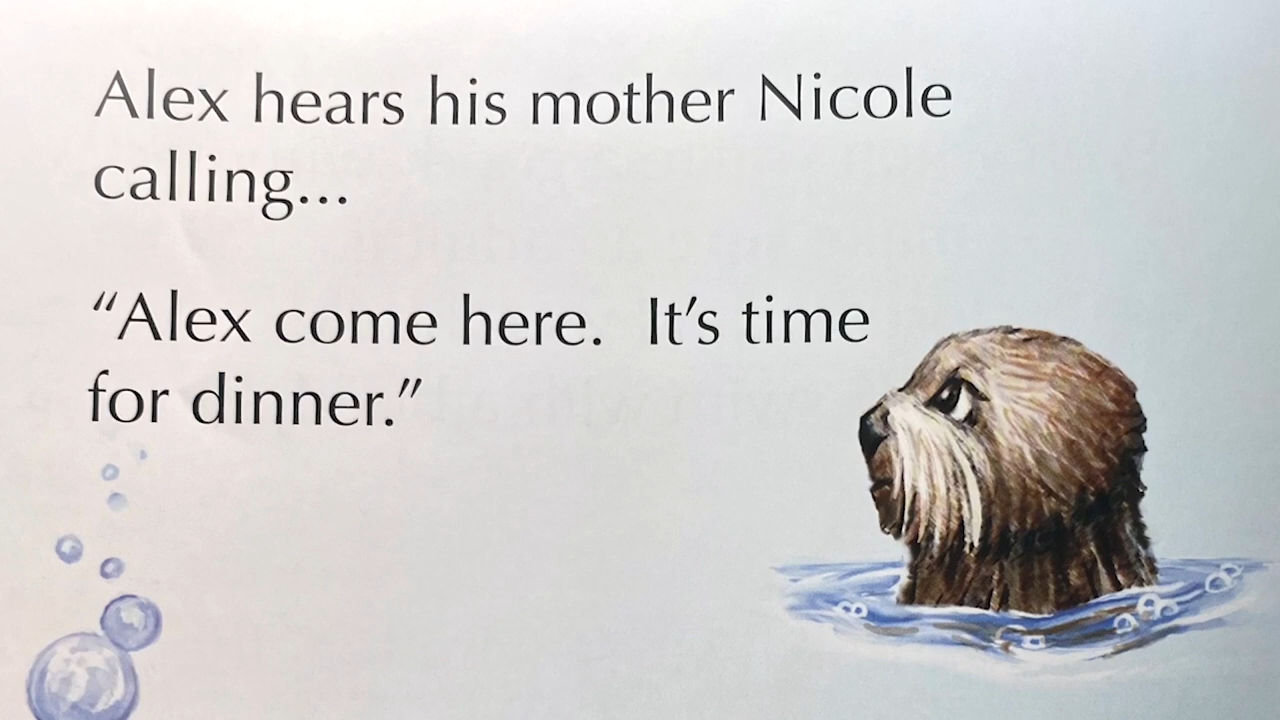 Alex hears his mother Nicole
calling...
“Alex come here.  It’s time
for dinner.”